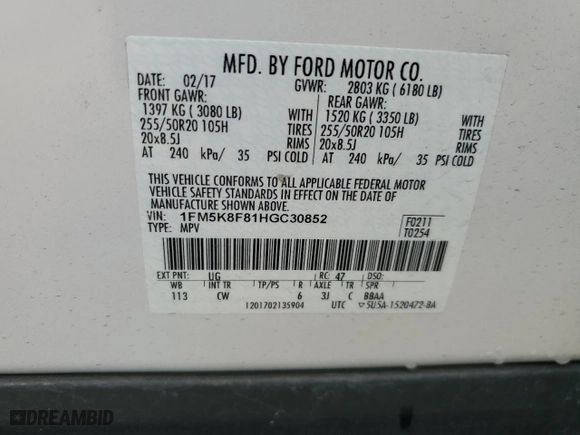 MFD. BY FORD MOTOR CO.
DATE: 02/17 GVWR: 2803 KG ( 6180 LB)
FRONT GAWR: REAR GAWR:
1397 KG ( 3080 LB) WITH 1520 KG ( 3350 LB) WITH
255/50R20 105H TIRES 255/50R20 105H TIRES
20x8.5J RIMS 20x8.5J RIMS
AT 240 kPa/ 35 PSI COLD AT 240 kPa/ 35 PSI COLD
THIS VEHICLE CONFORMS TO ALL APPLICABLE FEDERAL MOTOR
VEHICLE SAFETY STANDARDS IN EFFECT ON THE DATE OF
MANUFACTURE SHOWN ABOVE.
VIN: 1FM5K8F81HGC30852 F0211
TYPE: MPV T0254
EXT PNT: UG RC: 47 DSO:
WB INT TR TP/PS R AXLE TR SPR
113 CW 6 3J C BBAA
1201702135904 UTC ▽5U5A-1520472-BA
DREAMBID